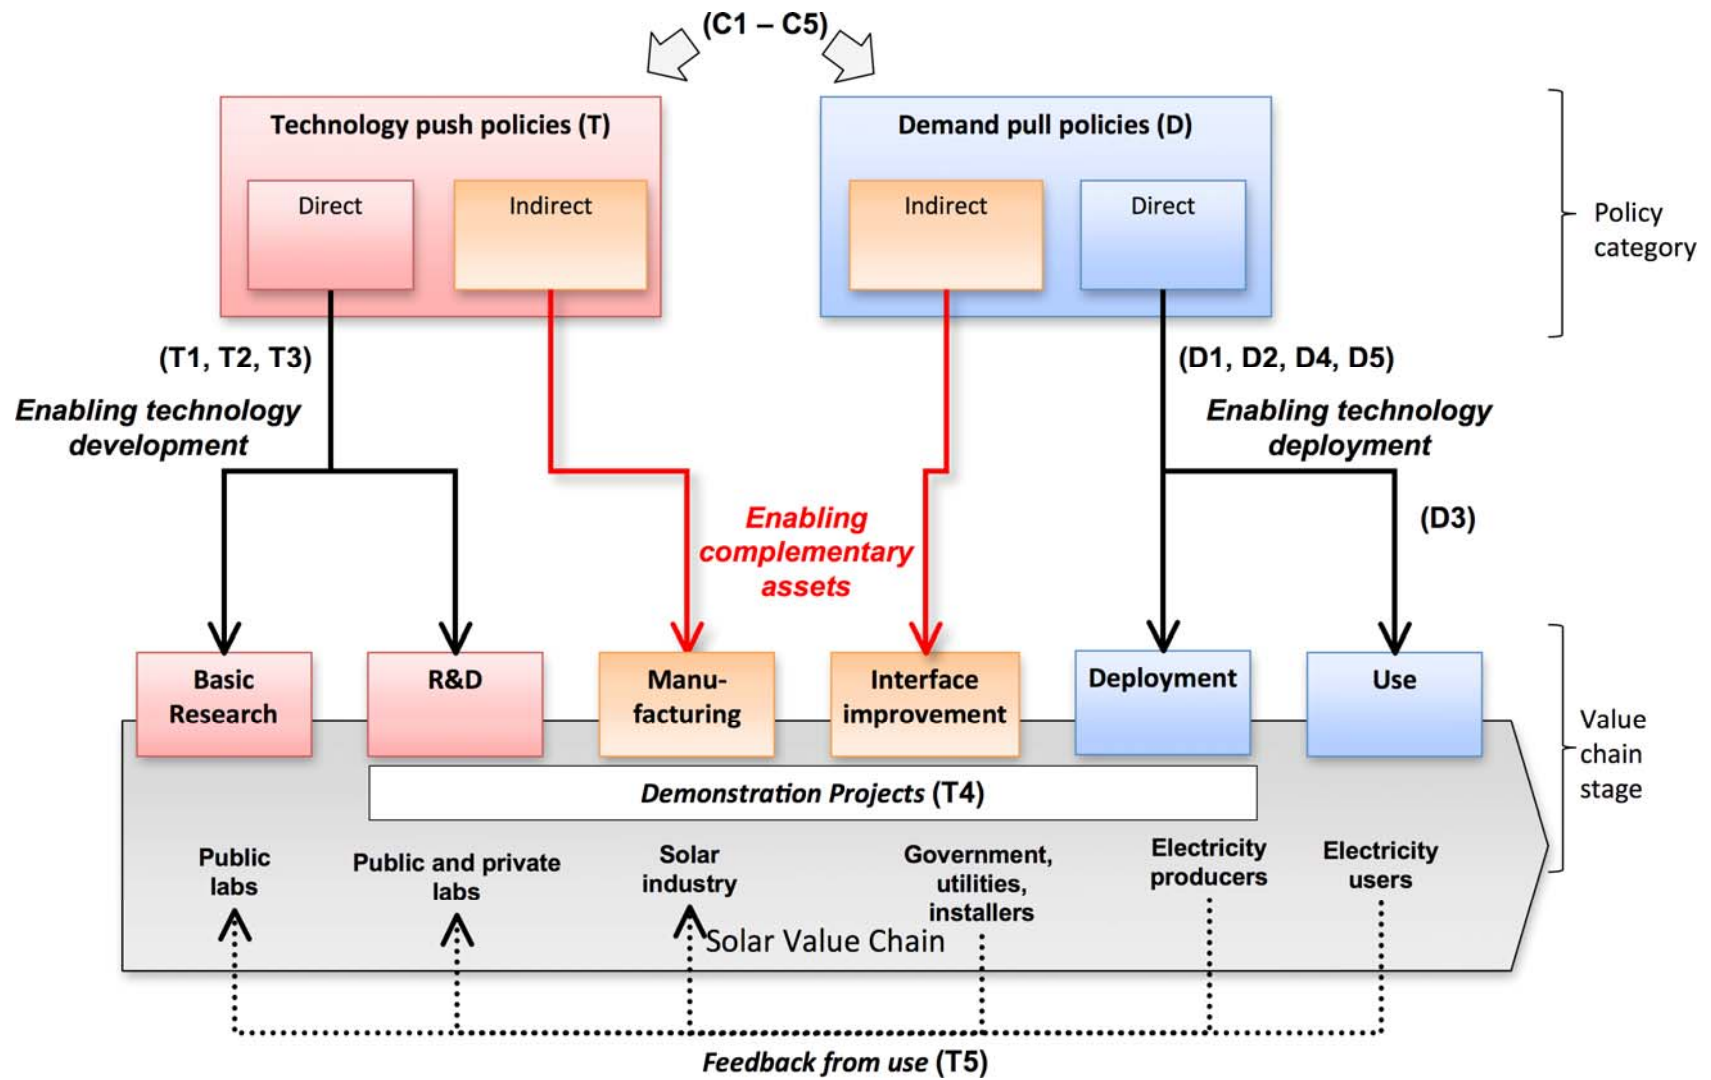 (C1 – C5)
Technology push policies (T)
Demand pull policies (D)
Direct
Indirect
Indirect
Direct
Policy
category
(T1, T2, T3)
(D1, D2, D4, D5)
Enabling technology
development
Enabling technology
deployment
Enabling
complementary
assets
(D3)
Basic
Research
R&D
Manu-
facturing
Interface
improvement
Deployment
Use
Value
chain
stage
Demonstration Projects (T4)
Public
labs
Public and private
labs
Solar
industry
Government,
utilities,
installers
Electricity
producers
Electricity
users
Solar Value Chain
Feedback from use (T5)